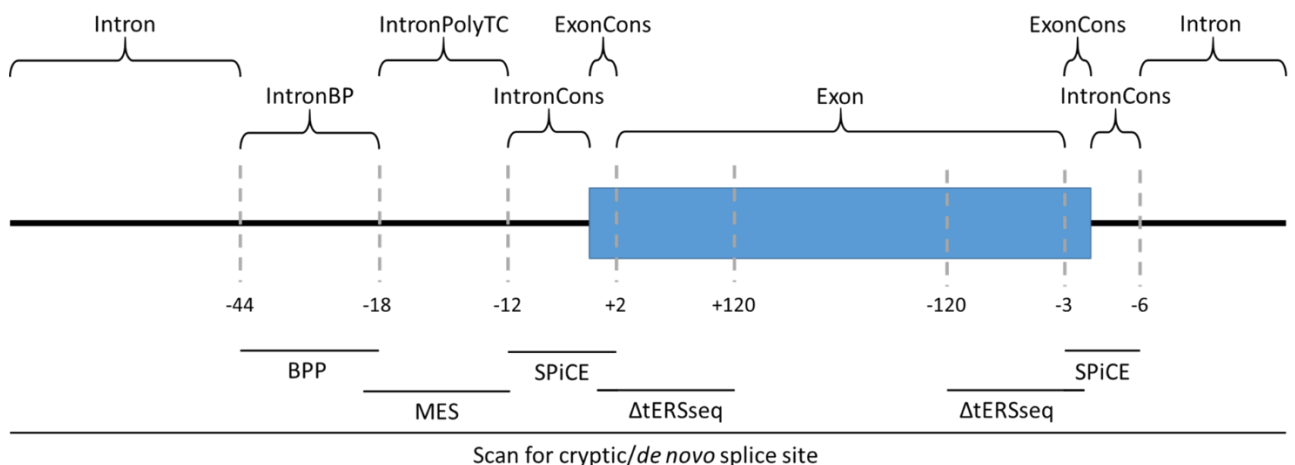 Intron IntronPolyTC ExonCons ExonCons Intron
IntronBP IntronCons Exon IntronCons
-44 -18 -12 +2 +120 -120 -3 -6
BPP SPiCE SPiCE
MES ΔtERSseq ΔtERSseq
Scan for cryptic/de novo splice site